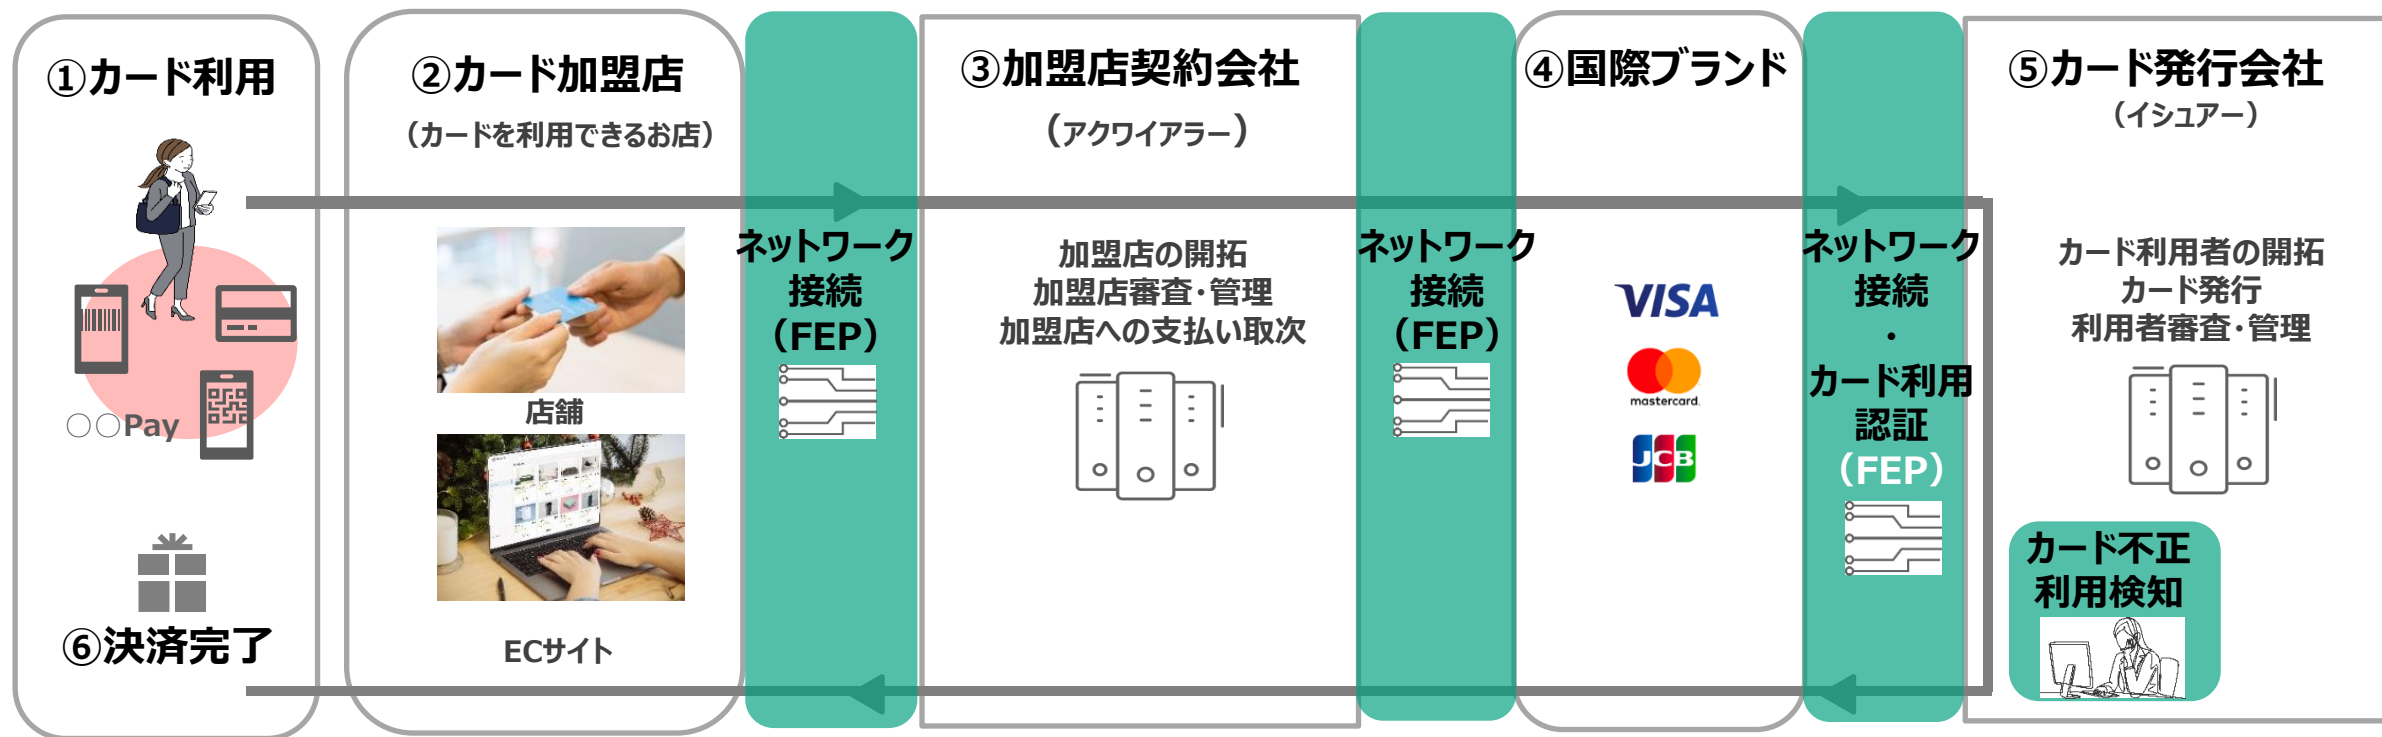 ①カード利用
○○Pay
⑥決済完了
②カード加盟店
（カードを利用できるお店）
店舗
ECサイト
ネットワーク
接続
（FEP）
③加盟店契約会社
（アクワイアラー）
加盟店の開拓
加盟店審査・管理
加盟店への支払い取次
ネットワーク
接続
（FEP）
④国際ブランド
VISA
mastercard.
JCB
ネットワーク
接続
・
カード利用
認証
（FEP）
⑤カード発行会社
（イシュアー）
カード利用者の開拓
カード発行
利用者審査・管理
カード不正
利用検知